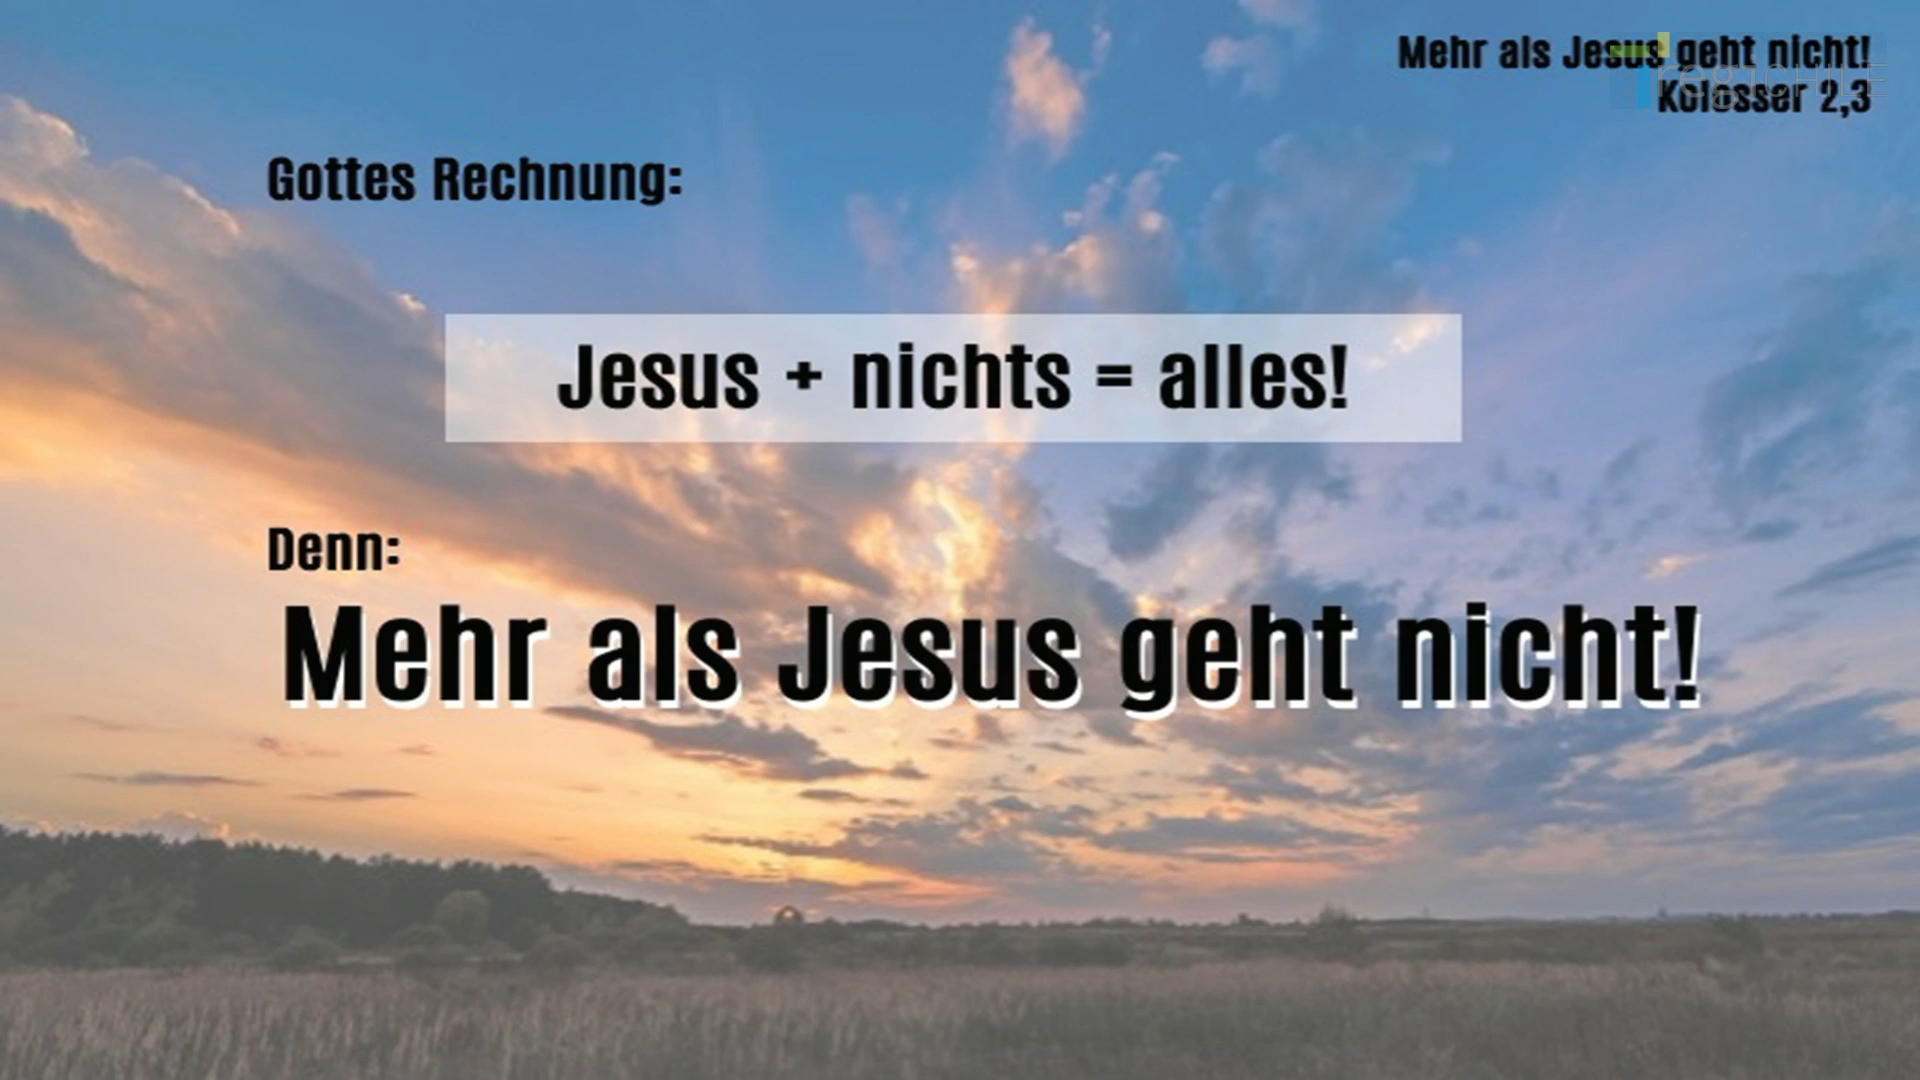 Mehr als Jesus geht nicht!
Kolosser 2,3
Gottes Rechnung:
Jesus + nichts = alles!
Denn:
Mehr als Jesus geht nicht!